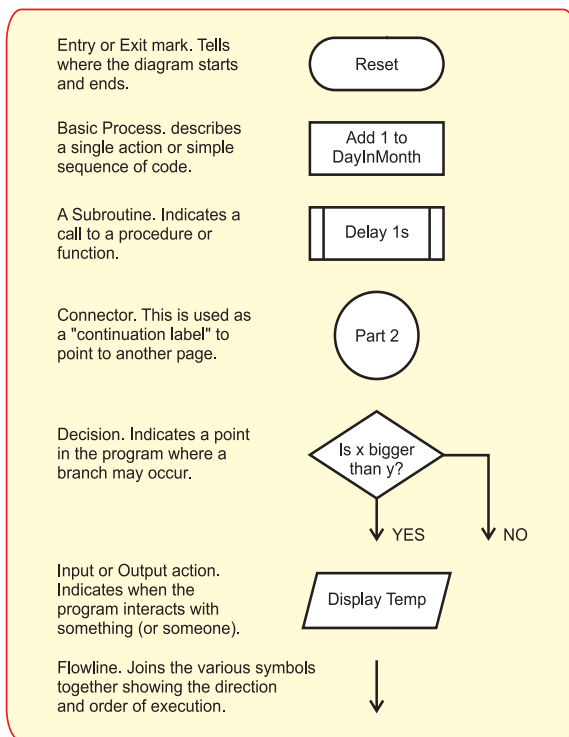 Entry or Exit mark. Tells
where the diagram starts
and ends.
Reset
Basic Process. describes
a single action or simple
sequence of code.
Add 1 to
DayInMonth
A Subroutine. Indicates a
call to a procedure or
function.
Delay 1s
Connector. This is used as
a "continuation label" to
point to another page.
Part 2
Decision. Indicates a point
in the program where a
branch may occur.
Is x bigger
than y?
YES
NO
Input or Output action.
Indicates when the
program interacts with
something (or someone).
Display Temp
Flowline. Joins the various symbols
together showing the direction
and order of execution.